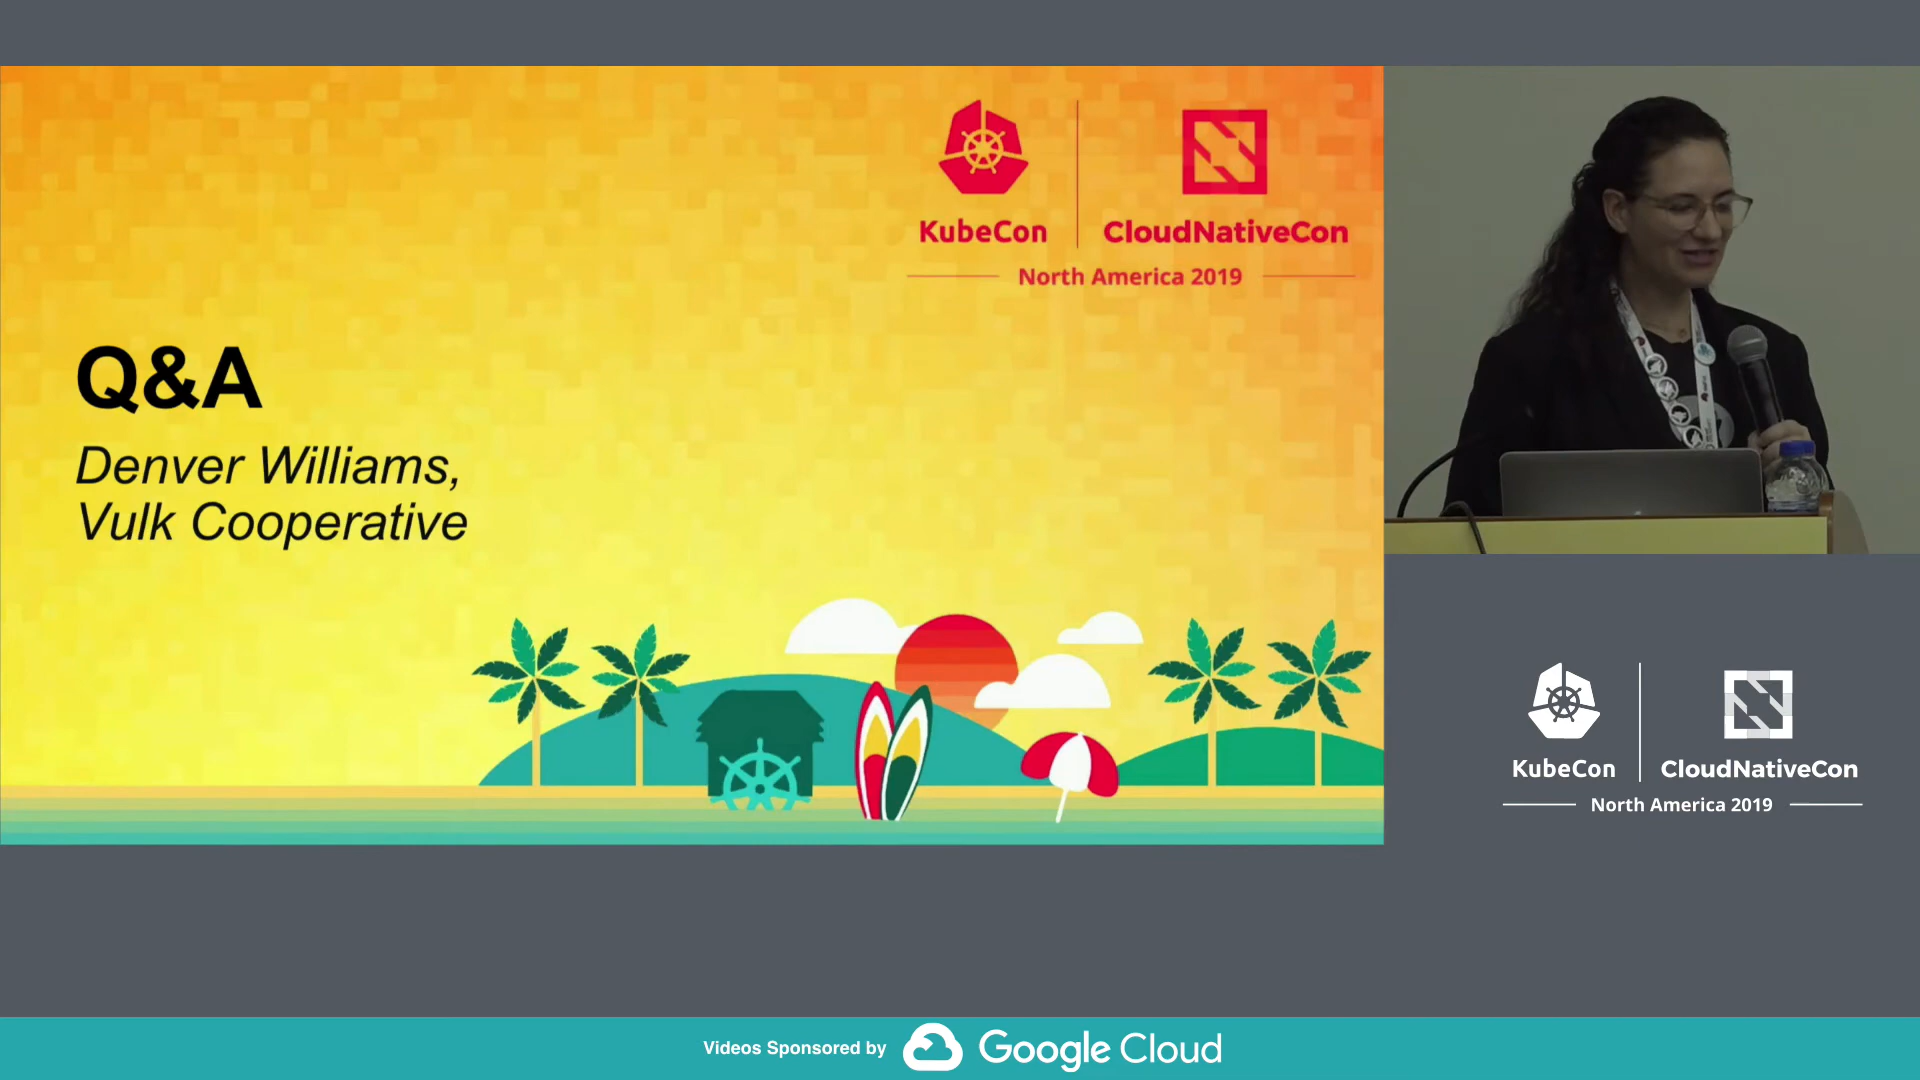 KubeCon
CloudNativeCon
North America 2019
Q&A
Denver Williams,
Vulk Cooperative
KubeCon
CloudNativeCon
North America 2019
Videos Sponsored by Google Cloud